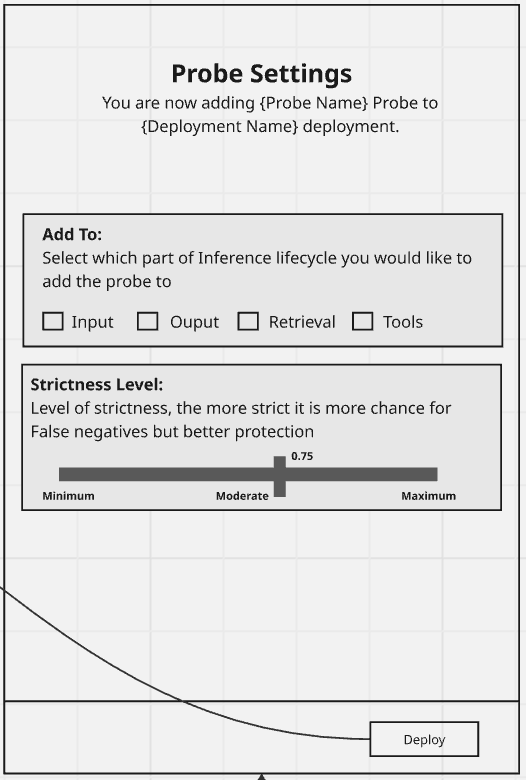 Probe Settings
You are now adding {Probe Name} Probe to
{Deployment Name} deployment.
Add To:
Select which part of Inference lifecycle you would like to
add the probe to
Input Ouput Retrieval Tools
Strictness Level:
Level of strictness, the more strict it is more chance for
False negatives but better protection
0.75
Minimum Moderate Maximum
Deploy